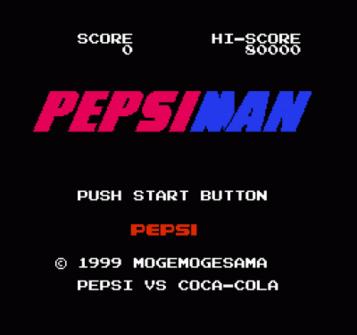 SCORE HI-SCORE
0 80000
PEPSIMAN
PUSH START BUTTON
PEPSI
© 1999 MOGEMOGESAMA
PEPSI VS COCA-COLA